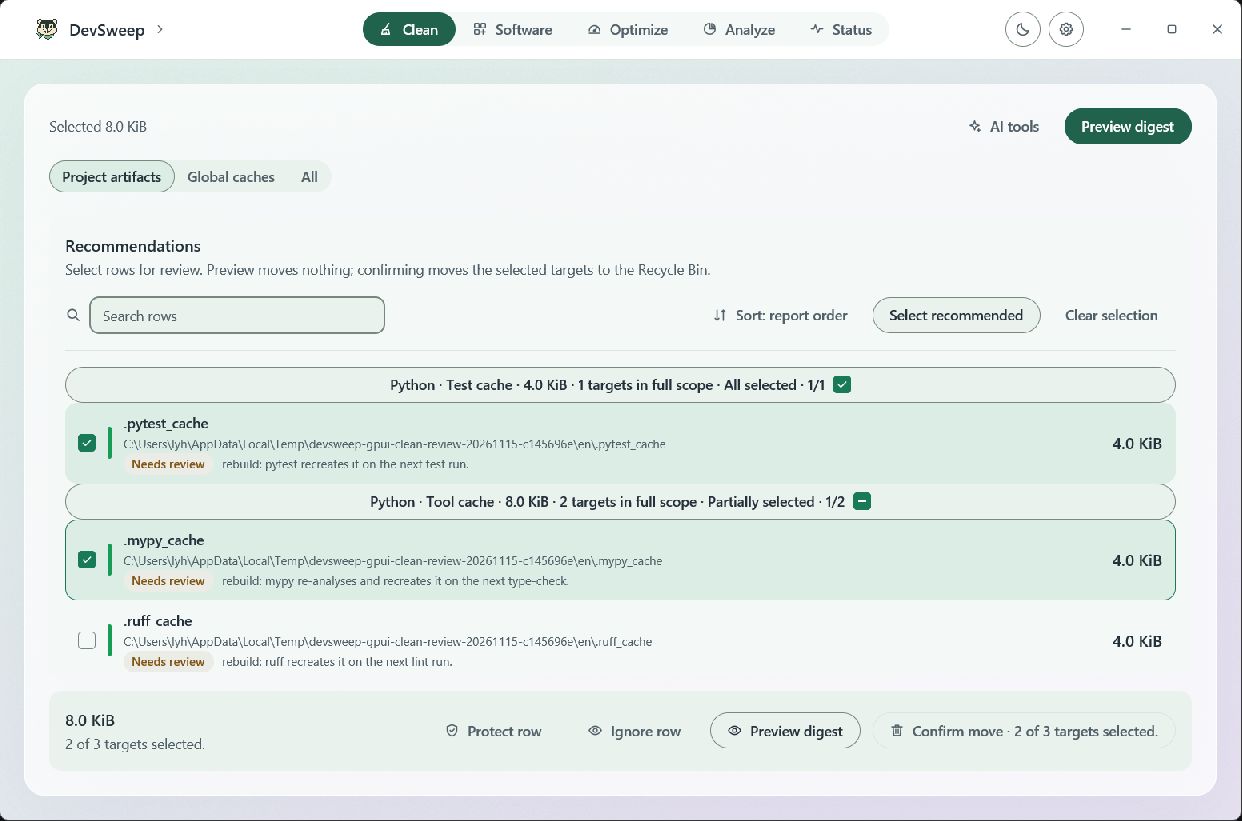 DevSweep
Clean
Software
Optimize
Analyze
Status
Selected 8.0 KiB
AI tools
Preview digest
Project artifacts
Global caches
All
Recommendations
Select rows for review. Preview moves nothing; confirming moves the selected targets to the Recycle Bin.
Search rows
Sort: report order
Select recommended
Clear selection
Python · Test cache · 4.0 KiB · 1 targets in full scope · All selected · 1/1
.pytest_cache
C:\Users\lyh\AppData\Local\Temp\devsweep-gpui-clean-review-20261115-c145696e\en\.pytest_cache
4.0 KiB
Needs review
rebuild: pytest recreates it on the next test run.
Python · Tool cache · 8.0 KiB · 2 targets in full scope · Partially selected · 1/2
.mypy_cache
C:\Users\lyh\AppData\Local\Temp\devsweep-gpui-clean-review-20261115-c145696e\en\.mypy_cache
4.0 KiB
Needs review
rebuild: mypy re-analyses and recreates it on the next type-check.
.ruff_cache
C:\Users\lyh\AppData\Local\Temp\devsweep-gpui-clean-review-20261115-c145696e\en\.ruff_cache
4.0 KiB
Needs review
rebuild: ruff recreates it on the next lint run.
8.0 KiB
2 of 3 targets selected.
Protect row
Ignore row
Preview digest
Confirm move · 2 of 3 targets selected.